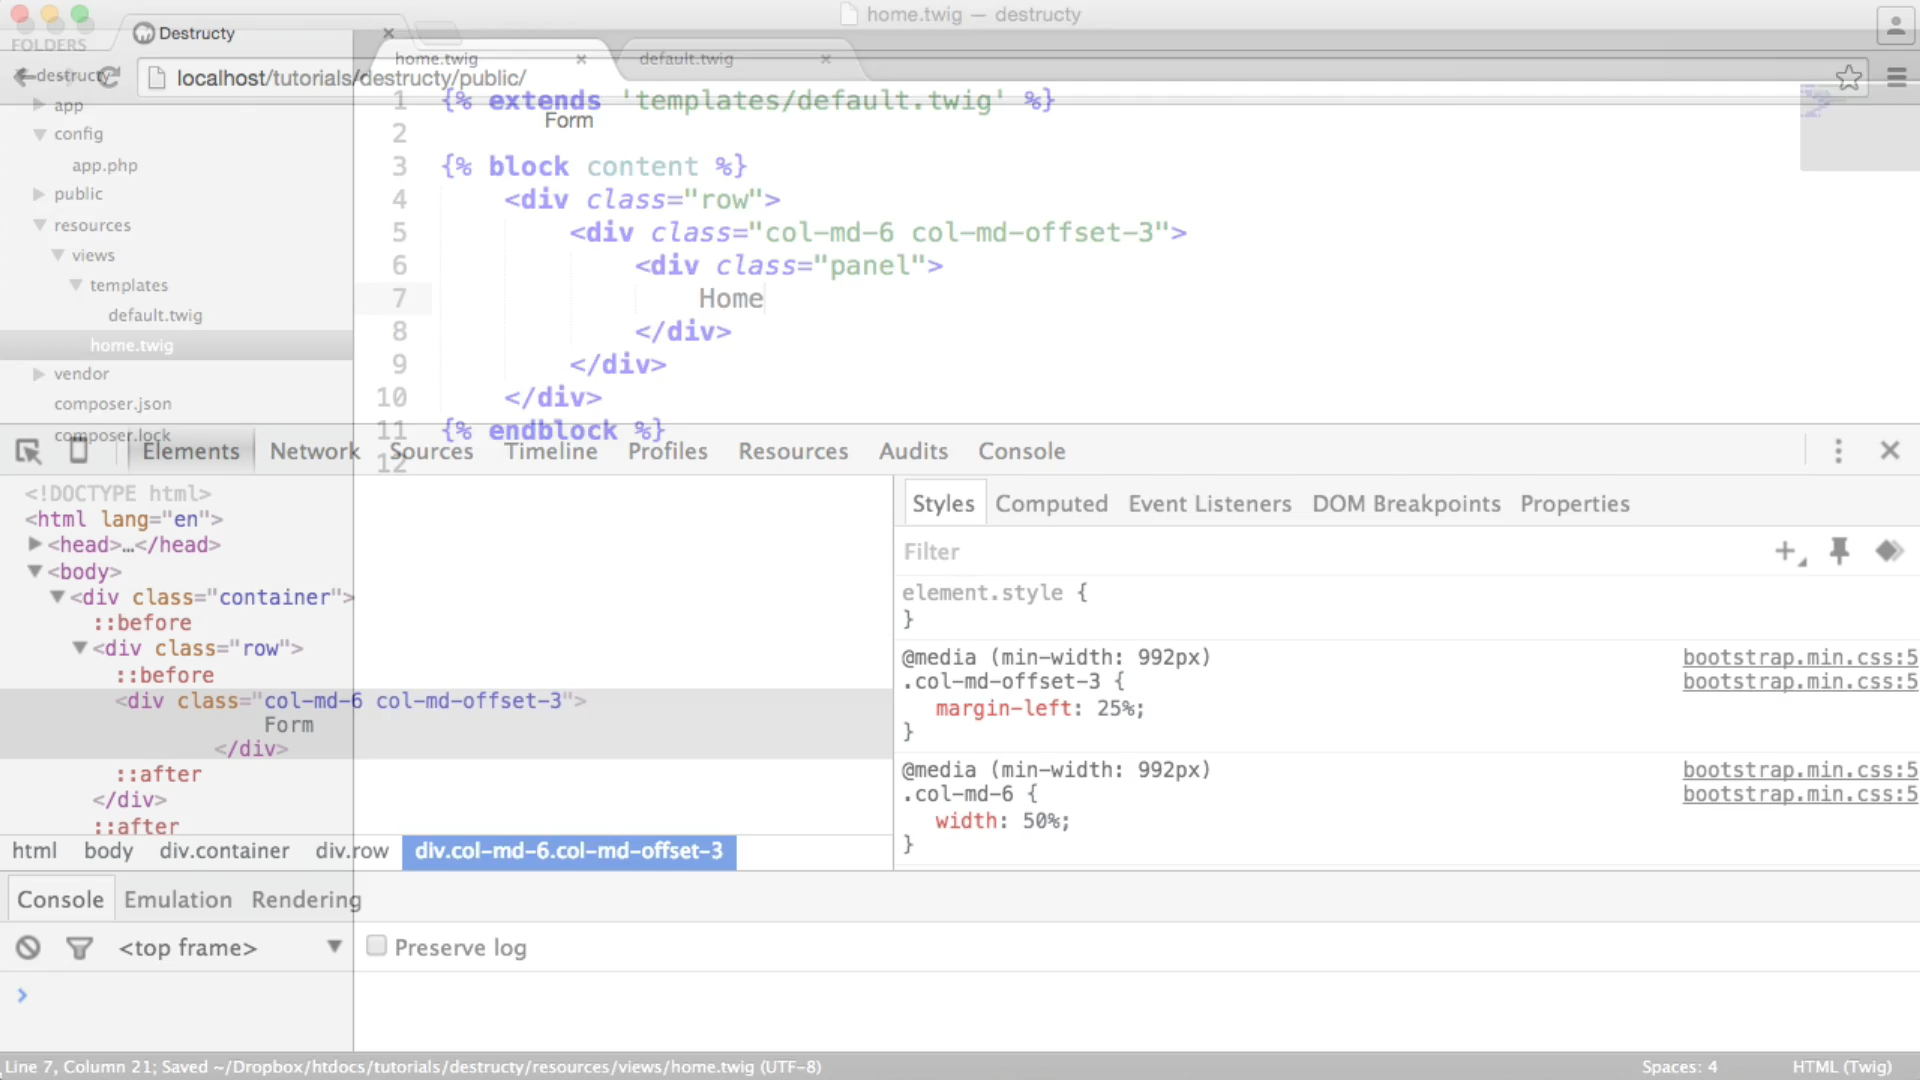 home.twig — destructy
FOLDERS
Destructy
home.twig
default.twig
destructy
localhost/tutorials/destructy/public/
app
config
app.php
public
resources
views
templates
default.twig
home.twig
vendor
composer.json
composer.lock
1 {% extends 'templates/default.twig' %}
Form
2
3 {% block content %}
4 <div class="row">
5 <div class="col-md-6 col-md-offset-3">
6 <div class="panel">
7 Home
8 </div>
9 </div>
10 </div>
11 {% endblock %}
12
Elements Network Sources Timeline Profiles Resources Audits Console
<!DOCTYPE html>
<html lang="en">
<head>…</head>
<body>
<div class="container">
::before
<div class="row">
::before
<div class="col-md-6 col-md-offset-3">
Form
</div>
::after
</div>
::after
html body div.container div.row div.col-md-6.col-md-offset-3
Styles Computed Event Listeners DOM Breakpoints Properties
Filter
element.style {
}
@media (min-width: 992px) bootstrap.min.css:5
.col-md-offset-3 { bootstrap.min.css:5
margin-left: 25%;
}
@media (min-width: 992px) bootstrap.min.css:5
.col-md-6 { bootstrap.min.css:5
width: 50%;
}
Console Emulation Rendering
<top frame> Preserve log
Line 7, Column 21; Saved ~/Dropbox/htdocs/tutorials/destructy/resources/views/home.twig (UTF-8) Spaces: 4 HTML (Twig)